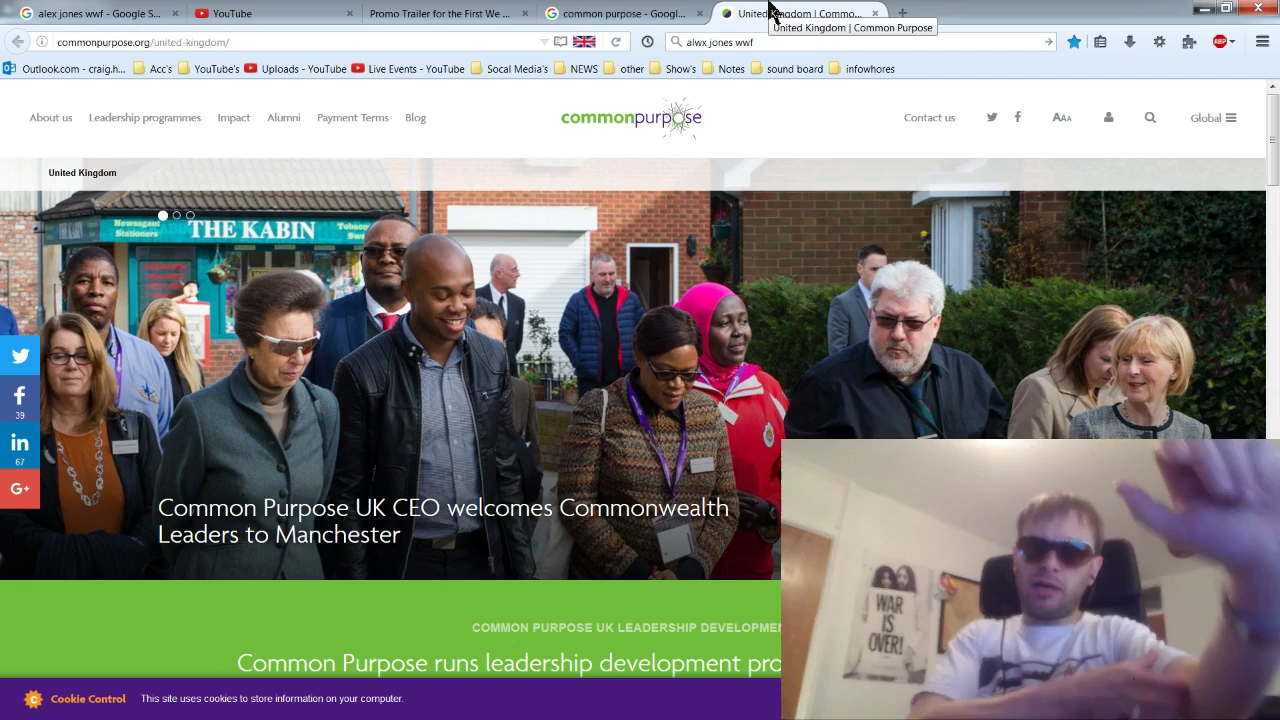 alex jones wwf - Google S...
YouTube
Promo Trailer for the First We ...
common purpose - Googl...
United Kingdom | Commo...
United Kingdom | Common Purpose
commonpurpose.org/united-kingdom/
alwx jones wwf
ABP
Outlook.com - craig.h...
Acc's
YouTube's
Uploads - YouTube
Live Events - YouTube
Socal Media's
NEWS
other
Show's
Notes
sound board
infowhores
About us
Leadership programmes
Impact
Alumni
Payment Terms
Blog
commonpurpose
Contact us
AAA
Global
United Kingdom
Newsagent
Stationers
THE KABIN
39
67
G+
Common Purpose UK CEO welcomes Commonwealth
Leaders to Manchester
WAR
IS
OVER!
COMMON PURPOSE UK LEADERSHIP DEVELOPMEN
Common Purpose runs leadership development pro
C
Cookie Control
This site uses cookies to store information on your computer.